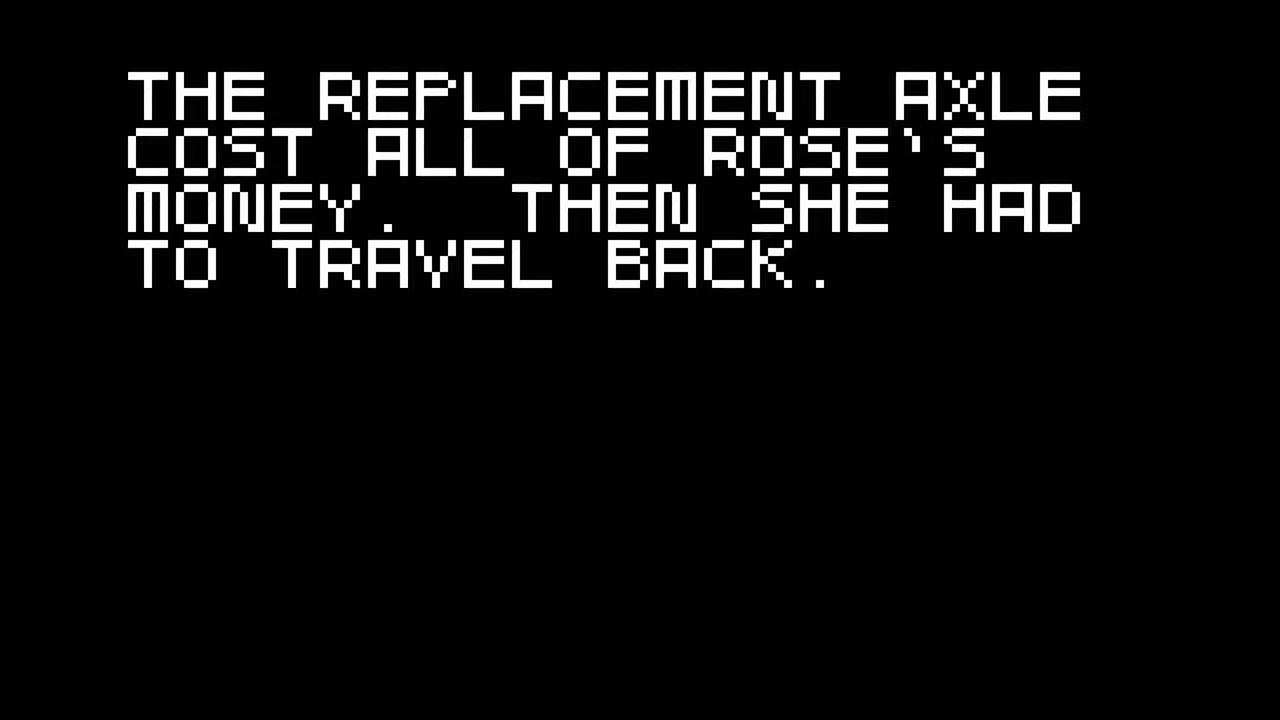 THE REPLACEMENT AXLE
COST ALL OF ROSE'S
MONEY.  THEN SHE HAD
TO TRAVEL BACK.